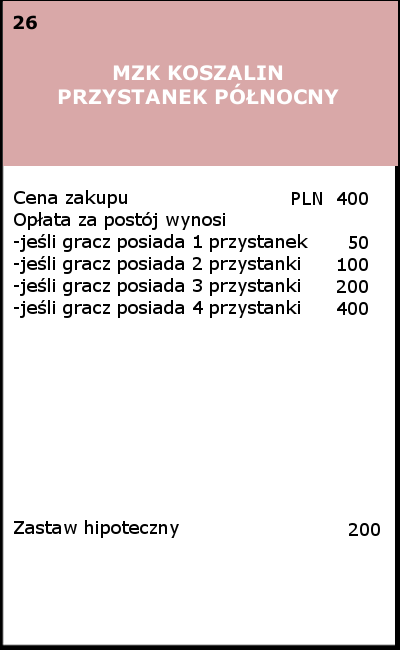 26
MZK KOSZALIN
PRZYSTANEK PÓŁNOCNY
Cena zakupu PLN 400
Opłata za postój wynosi
-jeśli gracz posiada 1 przystanek 50
-jeśli gracz posiada 2 przystanki 100
-jeśli gracz posiada 3 przystanki 200
-jeśli gracz posiada 4 przystanki 400
Zastaw hipoteczny 200